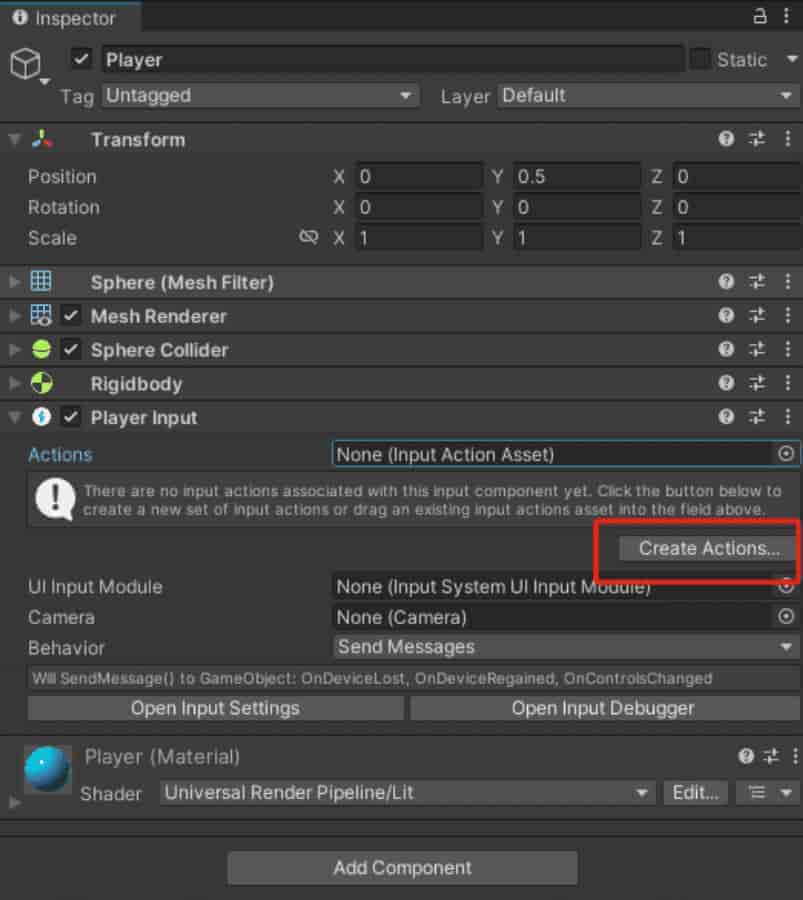 Inspector
Player Static
Tag Untagged Layer Default
Transform
Position X 0 Y 0.5 Z 0
Rotation X 0 Y 0 Z 0
Scale X 1 Y 1 Z 1
Sphere (Mesh Filter)
Mesh Renderer
Sphere Collider
Rigidbody
Player Input
Actions None (Input Action Asset)
There are no input actions associated with this input component yet. Click the button below to
create a new set of input actions or drag an existing input actions asset into the field above.
Create Actions...
UI Input Module None (Input System UI Input Module)
Camera None (Camera)
Behavior Send Messages
Will SendMessage() to GameObject: OnDeviceLost, OnDeviceRegained, OnControlsChanged
Open Input Settings Open Input Debugger
Player (Material)
Shader Universal Render Pipeline/Lit Edit...
Add Component